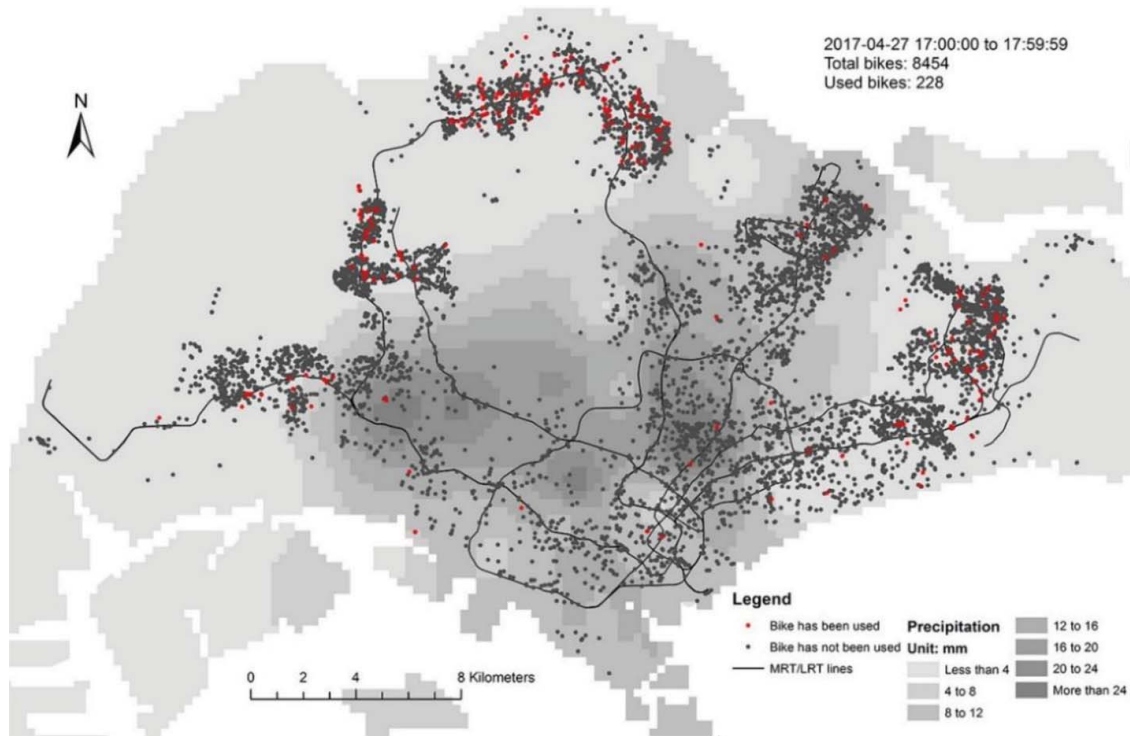 2017-04-27 17:00:00 to 17:59:59
Total bikes: 8454
Used bikes: 228
N
Legend
Bike has been used
Bike has not been used
MRT/LRT lines
0 2 4 8 Kilometers
Precipitation
Unit: mm
Less than 4
4 to 8
8 to 12
12 to 16
16 to 20
20 to 24
More than 24